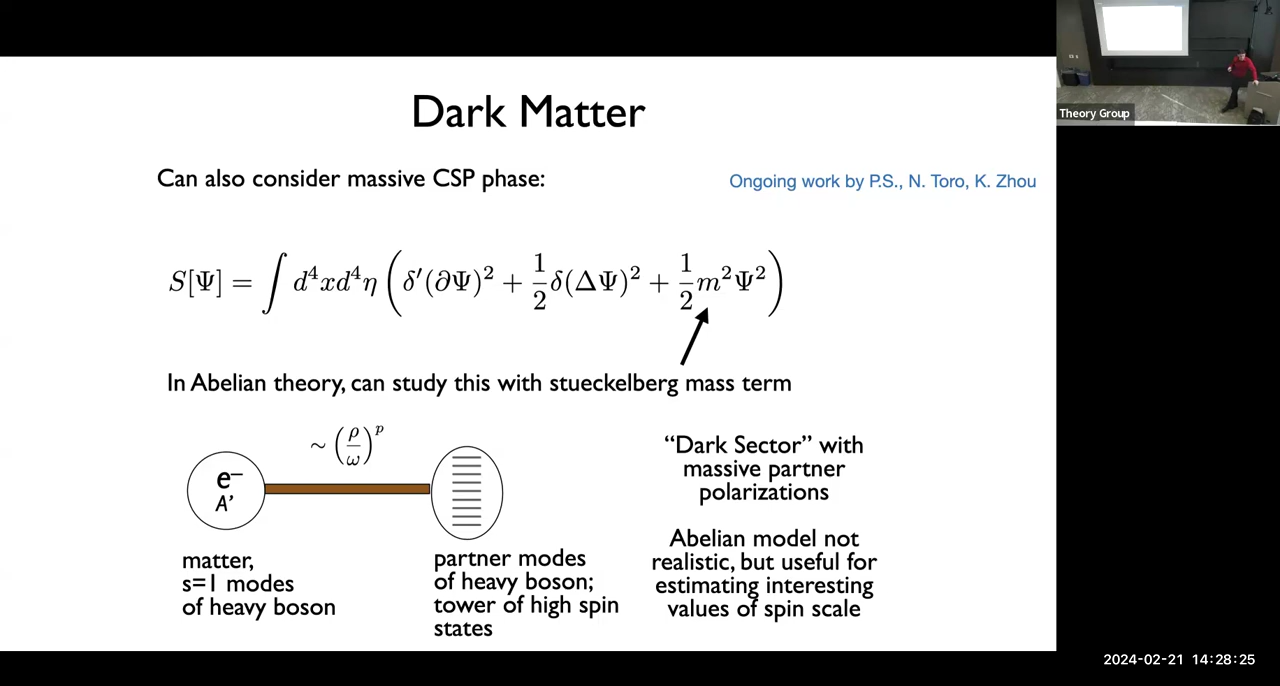 Dark Matter
Can also consider massive CSP phase:
Ongoing work by P.S., N. Toro, K. Zhou
S[Ψ] = ∫ d⁴xd⁴η (δ′(∂Ψ)² + 1/2 δ(ΔΨ)² + 1/2 m²Ψ²)
In Abelian theory, can study this with stueckelberg mass term
∼ (ρ/ω)^p
e⁻
A’
matter,
s=1 modes
of heavy boson
partner modes
of heavy boson;
tower of high spin
states
“Dark Sector” with
massive partner
polarizations
Abelian model not
realistic, but useful for
estimating interesting
values of spin scale
Theory Group
2024-02-21 14:28:25